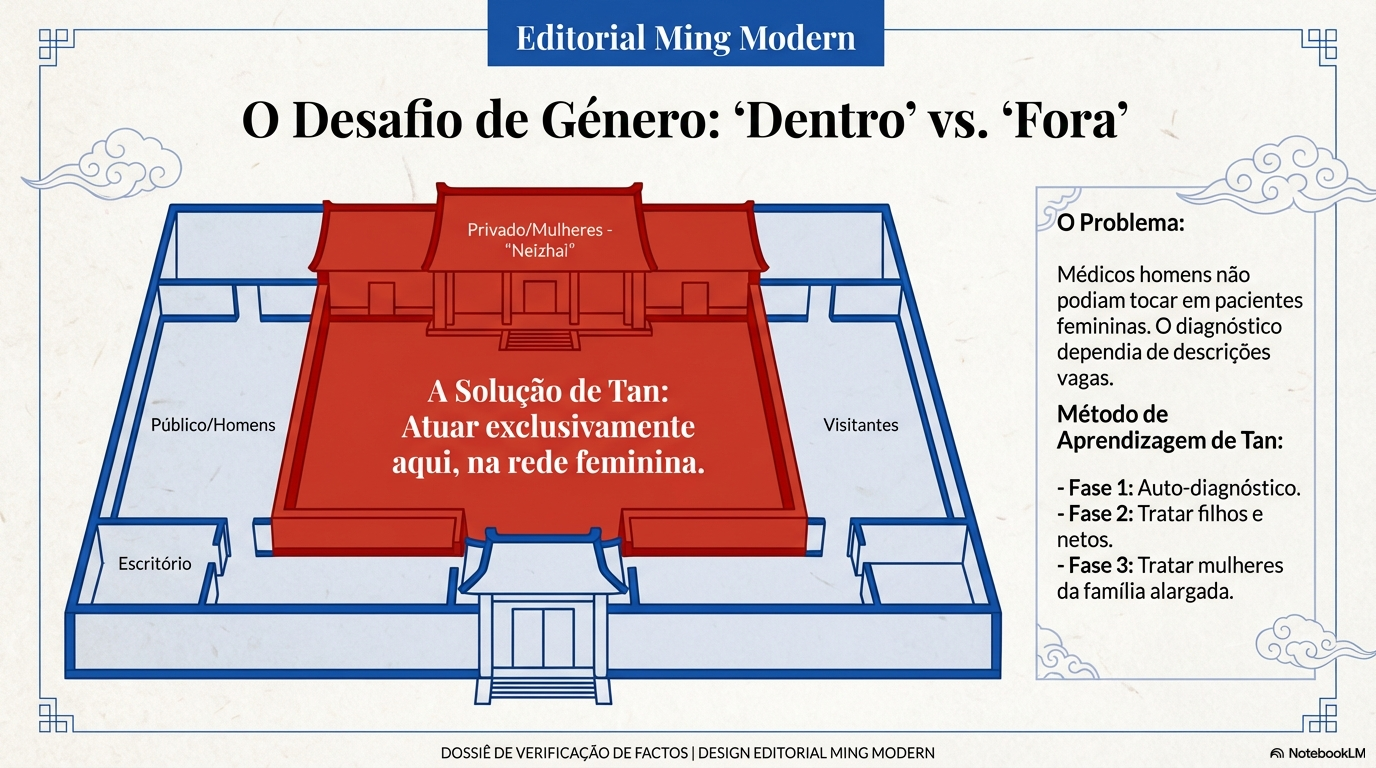 Editorial Ming Modern
O Desafio de Género: ‘Dentro’ vs. ‘Fora’
Privado/Mulheres -
“Neizhai”
A Solução de Tan:
Atuar exclusivamente
aqui, na rede feminina.
Público/Homens
Visitantes
Escritório
O Problema:
Médicos homens não
podiam tocar em pacientes
femininas. O diagnóstico
dependia de descrições
vagas.
Método de
Aprendizagem de Tan:
- Fase 1: Auto-diagnóstico.
- Fase 2: Tratar filhos e
netos.
- Fase 3: Tratar mulheres
da família alargada.
DOSSIÊ DE VERIFICAÇÃO DE FACTOS | DESIGN EDITORIAL MING MODERN
NotebookLM